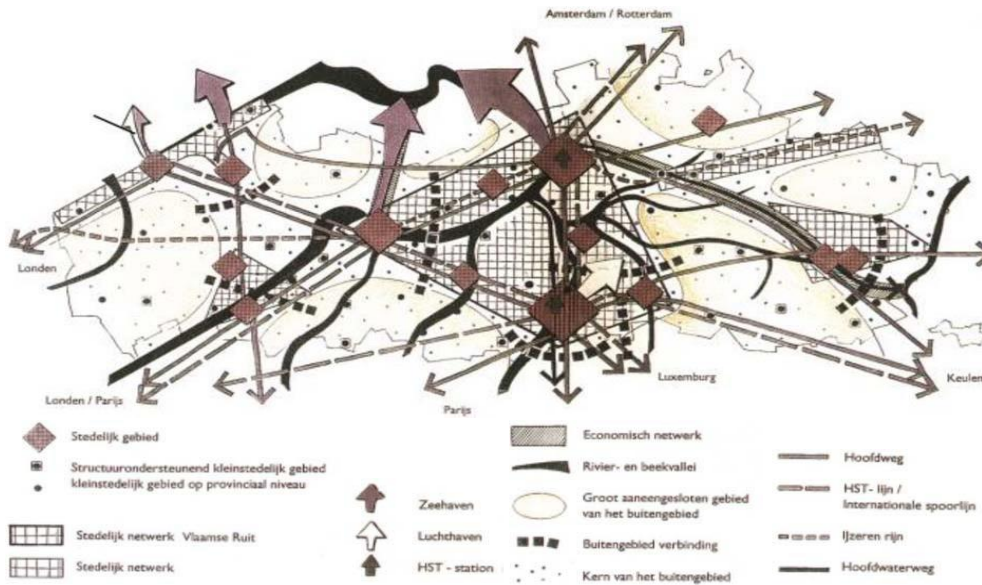 Amsterdam / Rotterdam
Londen
Londen / Parijs
Parijs
Luxemburg
Keulen
Stedelijk gebied
Structuurondersteunend kleinstedelijk gebied
kleinstedelijk gebied op provinciaal niveau
Stedelijk netwerk Vlaamse Ruit
Stedelijk netwerk
Zeehaven
Luchthaven
HST - station
Economisch netwerk
Rivier- en beekvallei
Groot aaneengesloten gebied
van het buitengebied
Buitengebied verbinding
Kern van het buitengebied
Hoofdweg
HST- lijn /
Internationale spoorlijn
IJzeren rijn
Hoofdwaterweg